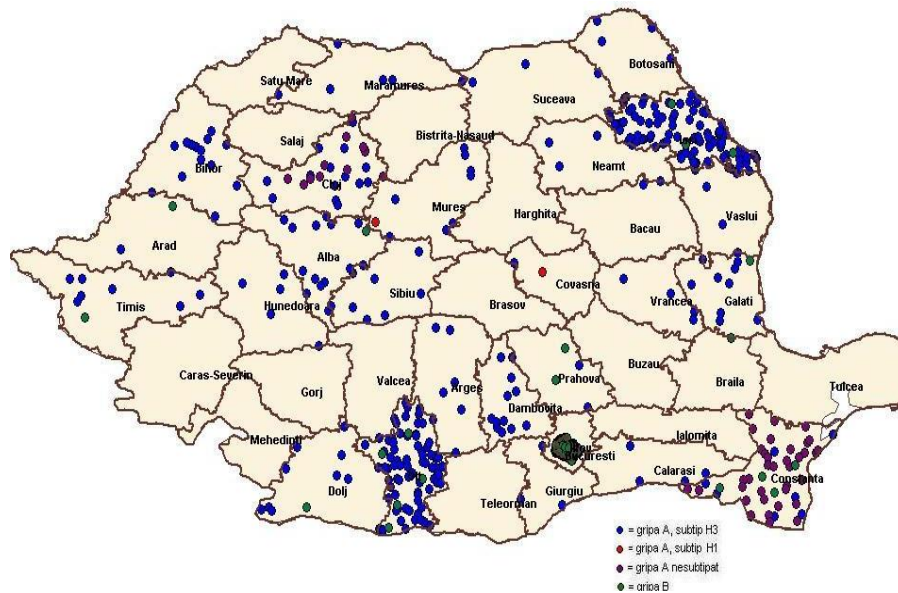 Botosani
Satu Mare
Maramures
Suceava
Bistrita-Nasaud
Salaj
Neamt
Bihor
Cluj
Mures
Harghita
Bacau
Vaslui
Arad
Alba
Covasna
Sibiu
Brasov
Vrancea
Galati
Timis
Hunedoara
Buzau
Caras-Severin
Gorj
Valcea
Arges
Prahova
Braila
Tulcea
Dambovita
Mehedinti
Ialomita
Bucuresti
Calarasi
Constanta
Dolj
Teleorman
Giurgiu
= gripa A, subtip H3
= gripa A, subtip H1
= gripa A nesubtipat
= gripa B